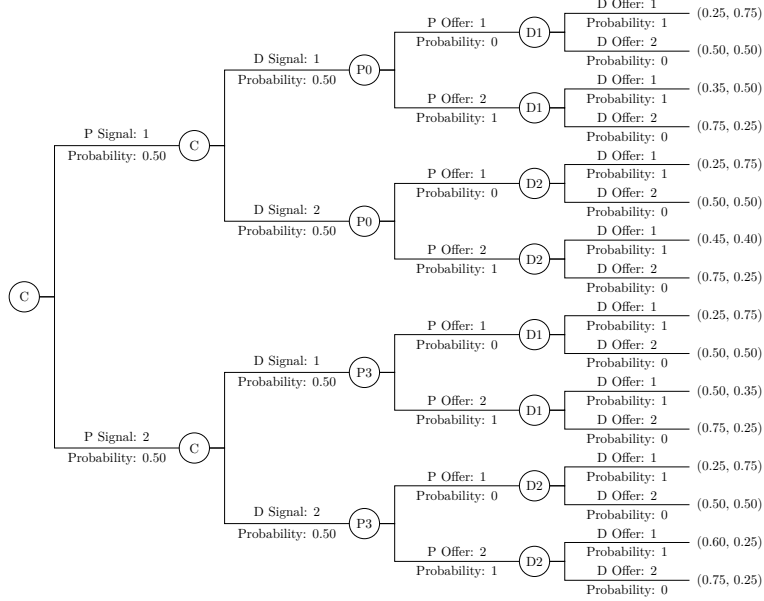 D Offer: 1
(0.25, 0.75)
P Offer: 1
Probability: 1
D1
Probability: 0
D Offer: 2
(0.50, 0.50)
D Signal: 1
Probability: 0
P0
Probability: 0.50
D Offer: 1
(0.35, 0.50)
P Offer: 2
Probability: 1
D1
Probability: 1
D Offer: 2
(0.75, 0.25)
P Signal: 1
Probability: 0
C
Probability: 0.50
D Offer: 1
(0.25, 0.75)
P Offer: 1
Probability: 1
D2
Probability: 0
D Offer: 2
(0.50, 0.50)
D Signal: 2
Probability: 0
P0
Probability: 0.50
D Offer: 1
(0.45, 0.40)
P Offer: 2
Probability: 1
D2
Probability: 1
D Offer: 2
(0.75, 0.25)
Probability: 0
C
D Offer: 1
(0.25, 0.75)
P Offer: 1
Probability: 1
D1
Probability: 0
D Offer: 2
(0.50, 0.50)
D Signal: 1
Probability: 0
P3
Probability: 0.50
D Offer: 1
(0.50, 0.35)
P Offer: 2
Probability: 1
D1
Probability: 1
D Offer: 2
(0.75, 0.25)
P Signal: 2
Probability: 0
C
Probability: 0.50
D Offer: 1
(0.25, 0.75)
P Offer: 1
Probability: 1
D2
Probability: 0
D Offer: 2
(0.50, 0.50)
D Signal: 2
Probability: 0
P3
Probability: 0.50
D Offer: 1
(0.60, 0.25)
P Offer: 2
Probability: 1
D2
Probability: 1
D Offer: 2
(0.75, 0.25)
Probability: 0